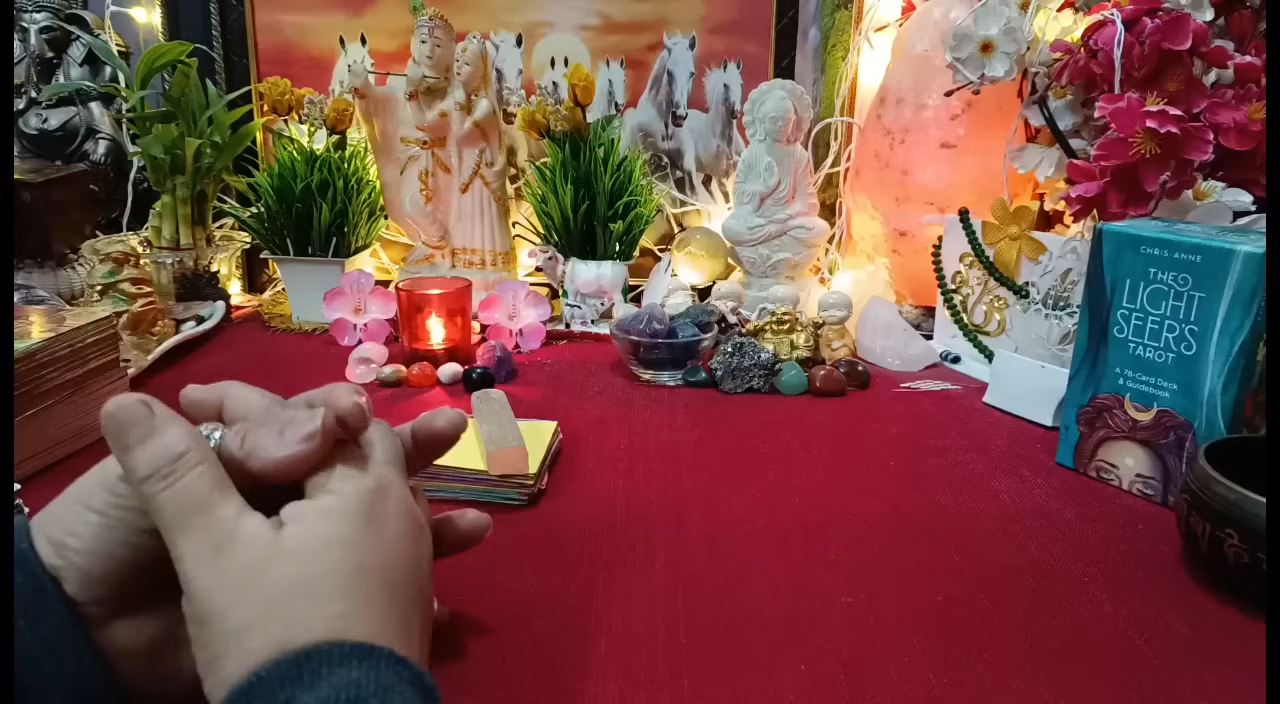 CHRIS-ANNE
THE
LIGHT
SEER'S
TAROT
A 78-Card Deck
& Guidebook